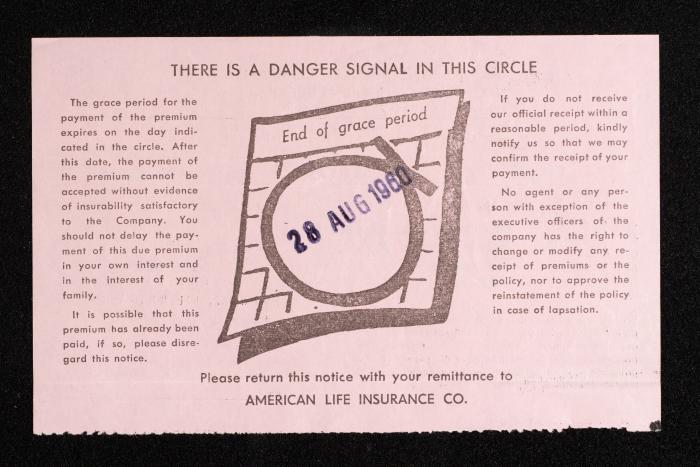 THERE IS A DANGER SIGNAL IN THIS CIRCLE
The grace period for the
payment of the premium
expires on the day indi-
cated in the circle. After
this date, the payment of
the premium cannot be
accepted without evidence
of insurability satisfactory
to the Company. You
should not delay the pay-
ment of this due premium
in your own interest and
in the interest of your
family.
It is possible that this
premium has already been
paid, if so, please disre-
gard this notice.
End of grace period
28 AUG 1960
If you do not receive
our official receipt within a
reasonable period, kindly
notify us so that we may
confirm the receipt of your
payment.
No agent or any per-
son with exception of the
executive officers of the
company has the right to
change or modify any re-
ceipt of premiums or the
policy, nor to approve the
reinstatement of the policy
in case of lapsation.
Please return this notice with your remittance to
AMERICAN LIFE INSURANCE CO.